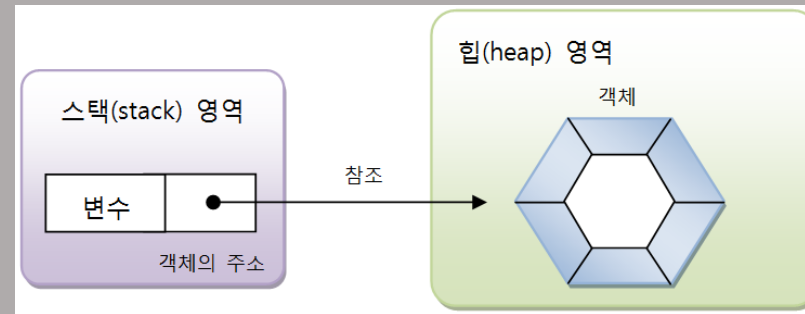 스택(stack) 영역
변수
객체의 주소
참조
힙(heap) 영역
객체